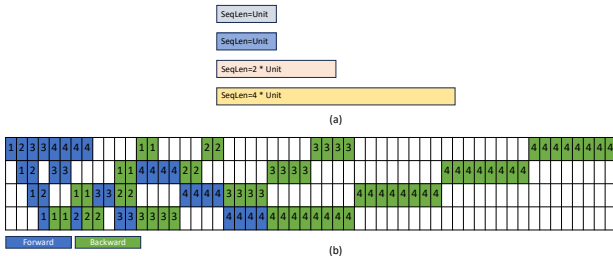 SeqLen=Unit
SeqLen=Unit
SeqLen=2 * Unit
SeqLen=4 * Unit
(a)
1 2 3 3 4 4 4 4 1 1 2 2 3 3 3 3 4 4 4 4 4 4 4 4
1 2 3 3 1 1 4 4 4 4 2 2 3 3 3 3 4 4 4 4 4 4 4 4
1 2 1 1 3 3 2 2 4 4 4 4 3 3 3 3 4 4 4 4 4 4 4 4
1 1 1 2 2 2 3 3 3 3 3 3 4 4 4 4 4 4 4 4 4 4 4 4
Forward Backward
(b)